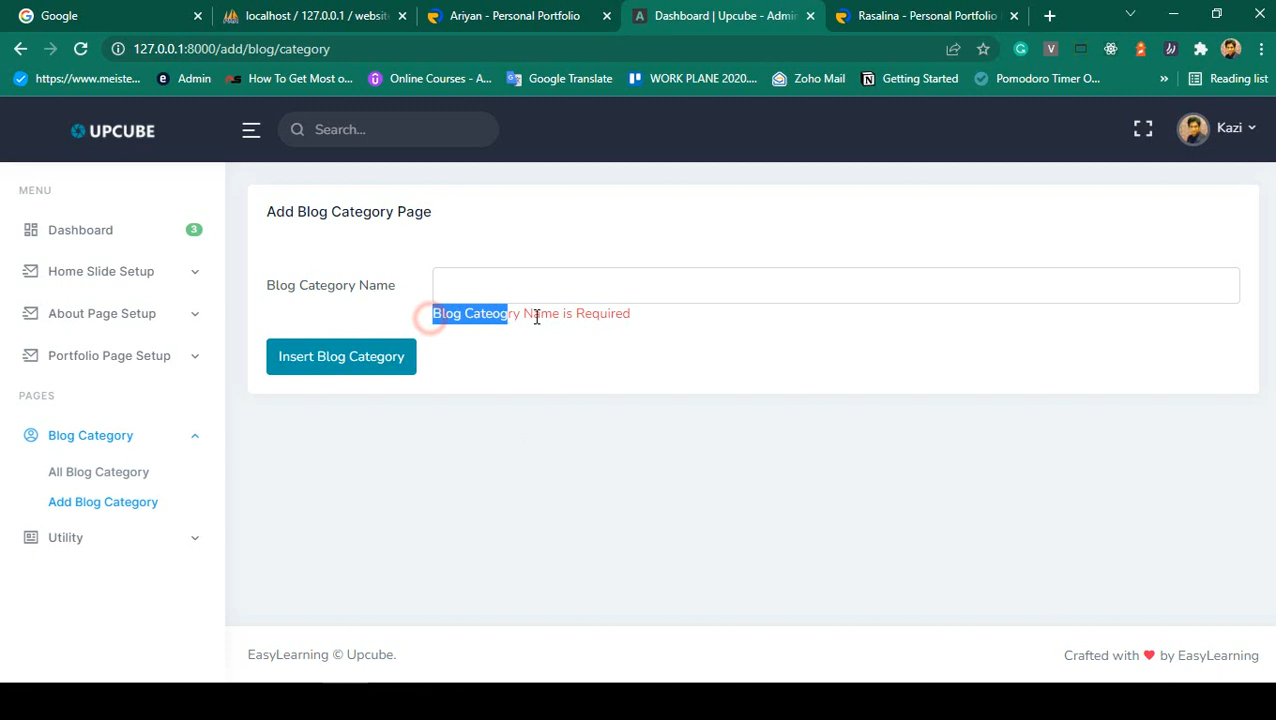 Google
localhost / 127.0.0.1 / website
Ariyan - Personal Portfolio
Dashboard | Upcube - Admin
Rasalina - Personal Portfolio
127.0.0.1:8000/add/blog/category
https://www.meiste...
Admin
How To Get Most o...
Online Courses - A...
Google Translate
WORK PLANE 2020....
Zoho Mail
Getting Started
Pomodoro Timer O...
»
Reading list
UPCUBE
Search...
Kazi
MENU
Dashboard
3
Home Slide Setup
About Page Setup
Portfolio Page Setup
PAGES
Blog Category
All Blog Category
Add Blog Category
Utility
Add Blog Category Page
Blog Category Name
Blog Cateogry Name is Required
Insert Blog Category
EasyLearning © Upcube.
Crafted with ❤ by EasyLearning